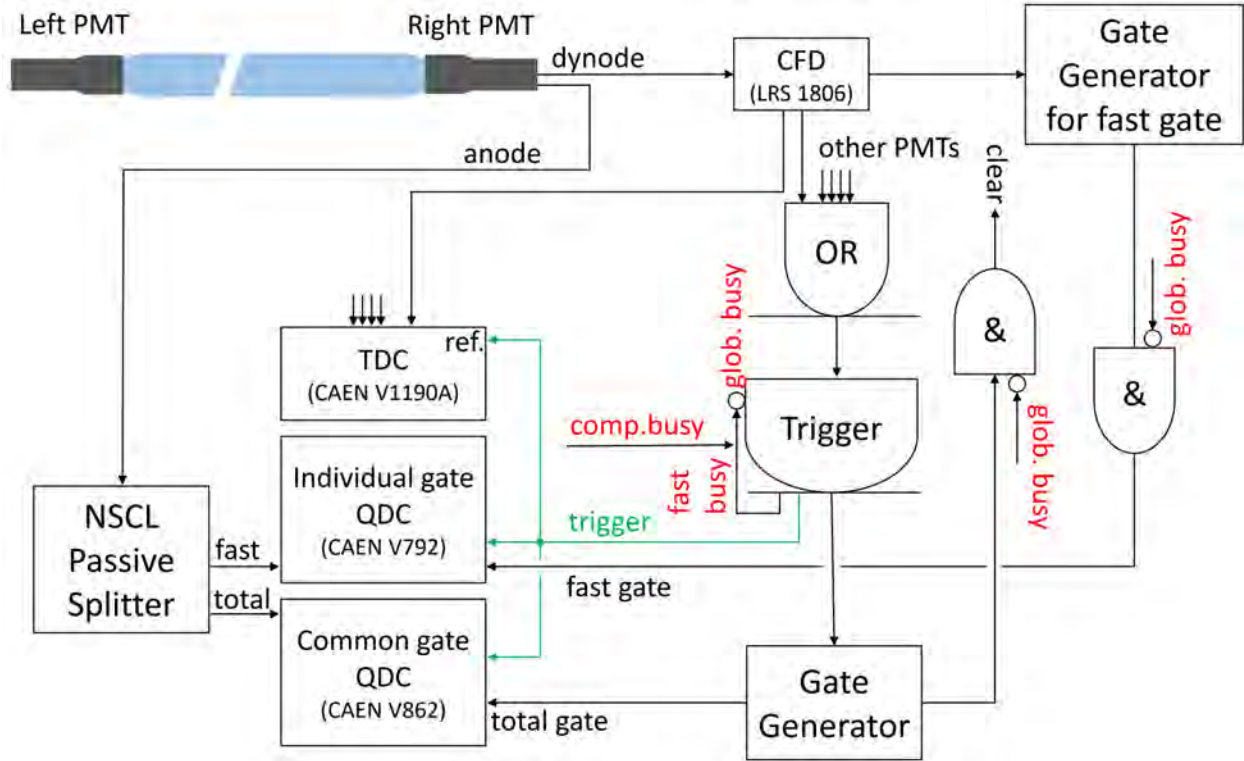 Left PMT
Right PMT
dynode
CFD
(LRS 1806)
Gate
Generator
for fast gate
anode
other PMTs
clear
OR
glob. busy
&
glob. busy
glob. busy
&
TDC
ref.
(CAEN V1190A)
comp.busy
fast
busy
Trigger
Individual gate
QDC
(CAEN V792)
trigger
NSCL
Passive
Splitter
fast
total
fast gate
Common gate
QDC
(CAEN V862)
total gate
Gate
Generator